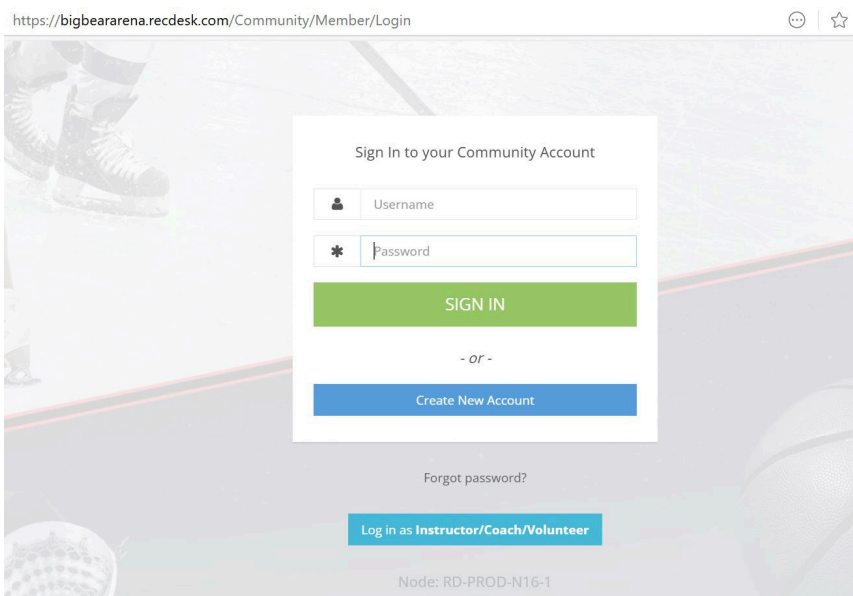 https://bigbeararena.recdesk.com/Community/Member/Login
Sign In to your Community Account
Username
Password
SIGN IN
- or -
Create New Account
Forgot password?
Log in as Instructor/Coach/Volunteer
Node: RD-PROD-N16-1